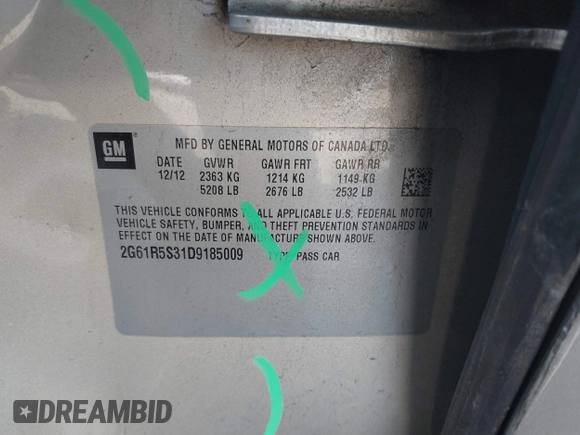 GM
MFD BY GENERAL MOTORS OF CANADA LTD.
DATE GVWR GAWR FRT GAWR RR
12/12 2363 KG 1214 KG 1149 KG
5208 LB 2676 LB 2532 LB
THIS VEHICLE CONFORMS TO ALL APPLICABLE U.S. FEDERAL MOTOR
VEHICLE SAFETY, BUMPER, AND THEFT PREVENTION STANDARDS IN
EFFECT ON THE DATE OF MANUFACTURE SHOWN ABOVE.
2G61R5S31D9185009 TYPE: PASS CAR
DREAMBID